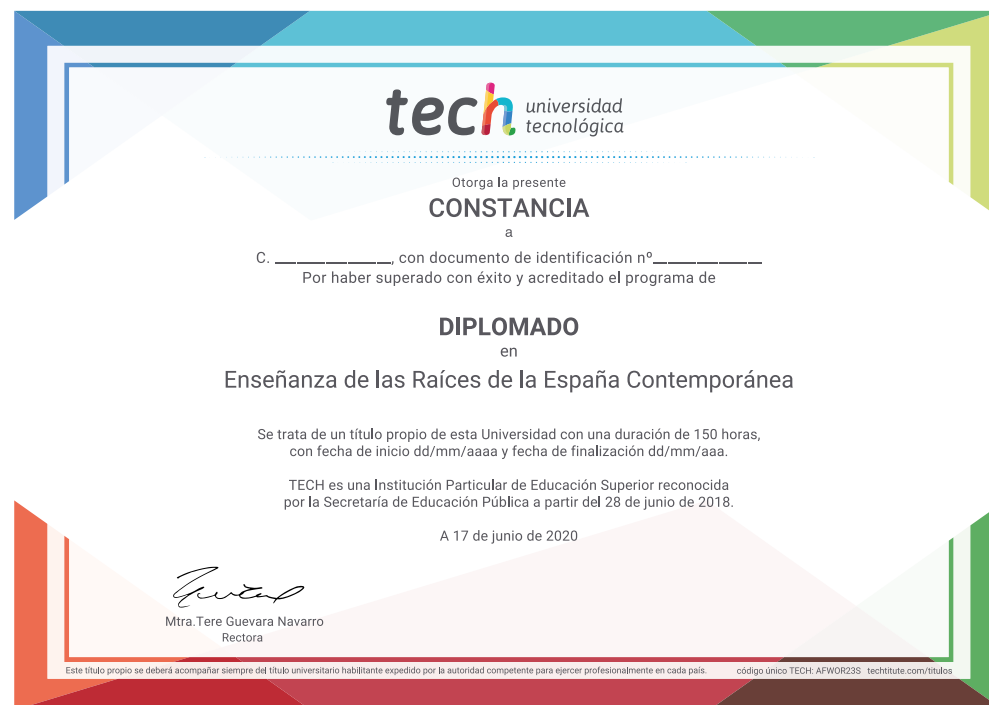 tech universidad
tecnológica
Otorga la presente
CONSTANCIA
a
C. ______________, con documento de identificación nº______________
Por haber superado con éxito y acreditado el programa de
DIPLOMADO
en
Enseñanza de las Raíces de la España Contemporánea
Se trata de un título propio de esta Universidad con una duración de 150 horas,
con fecha de inicio dd/mm/aaaa y fecha de finalización dd/mm/aaa.
TECH es una Institución Particular de Educación Superior reconocida
por la Secretaría de Educación Pública a partir del 28 de junio de 2018.
A 17 de junio de 2020
Mtra.Tere Guevara Navarro
Rectora
Este título propio se deberá acompañar siempre del título universitario habilitante expedido por la autoridad competente para ejercer profesionalmente en cada país. código único TECH: AFWOR23S techtitute.com/titulos